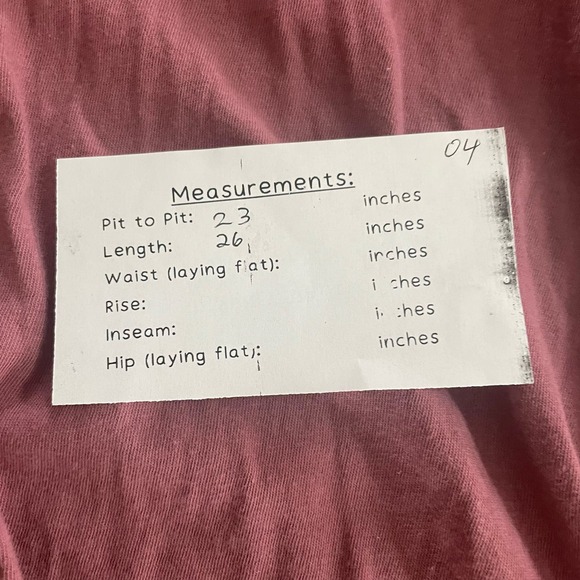 04
Measurements:
Pit to Pit: 23 inches
Length: 26 inches
Waist (laying flat): inches
Rise: inches
Inseam: inches
Hip (laying flat): inches